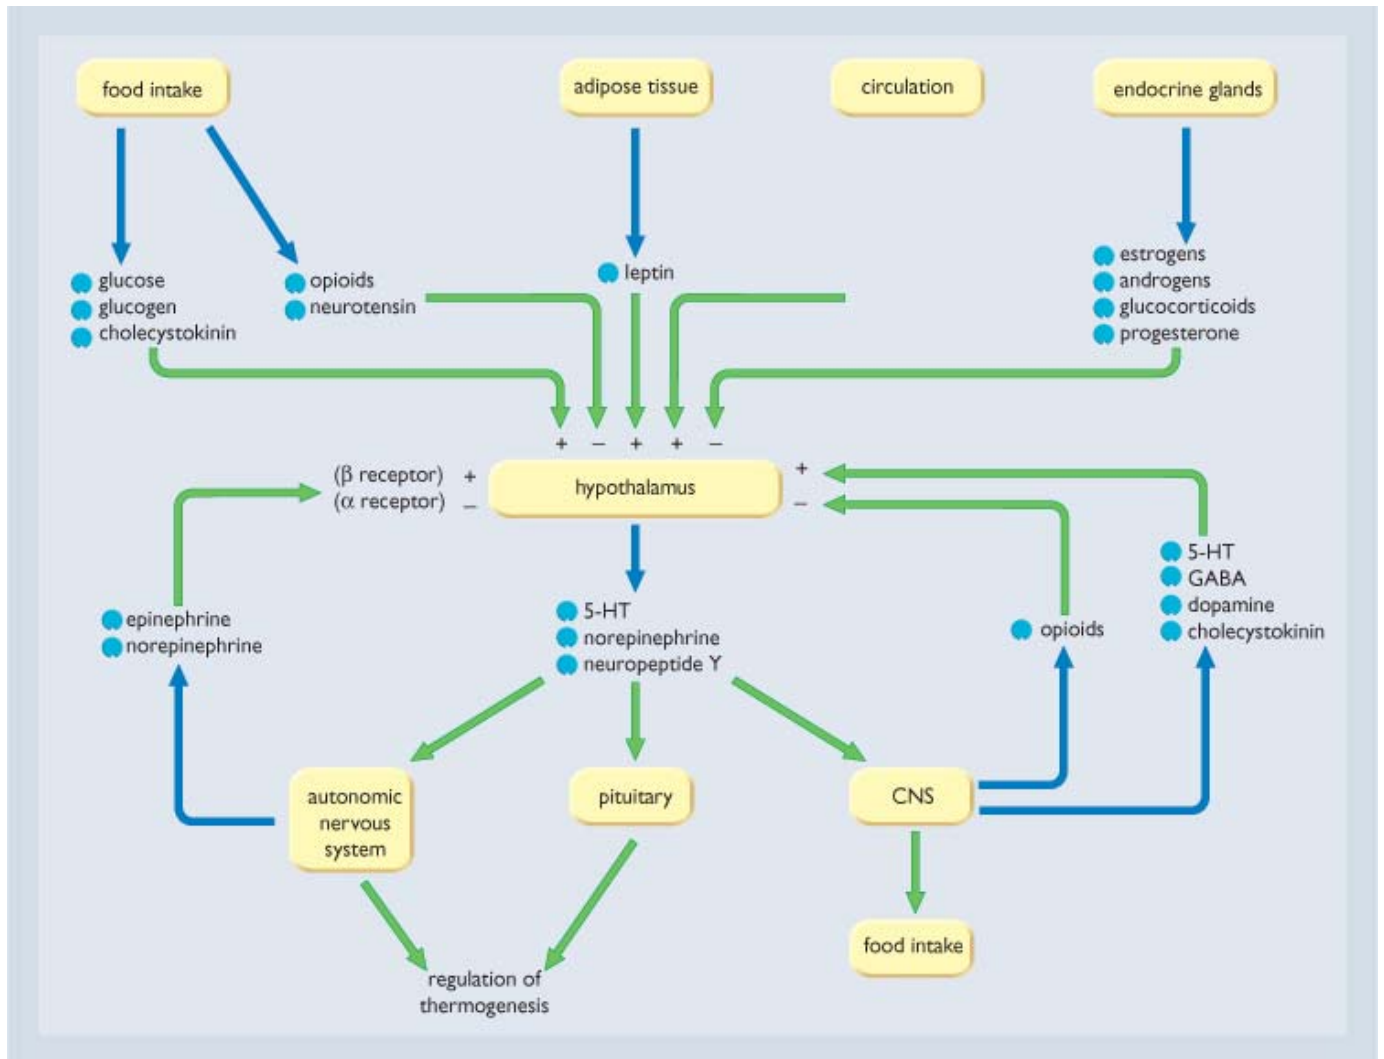 food intake
adipose tissue
circulation
endocrine glands
glucose
glucogen
cholecystokinin
opioids
neurotensin
leptin
estrogens
androgens
glucocorticoids
progesterone
+ – + + –
(β receptor) +
(α receptor) –
hypothalamus
+
–
epinephrine
norepinephrine
5-HT
norepinephrine
neuropeptide Y
opioids
5-HT
GABA
dopamine
cholecystokinin
autonomic
nervous
system
pituitary
CNS
food intake
regulation of
thermogenesis